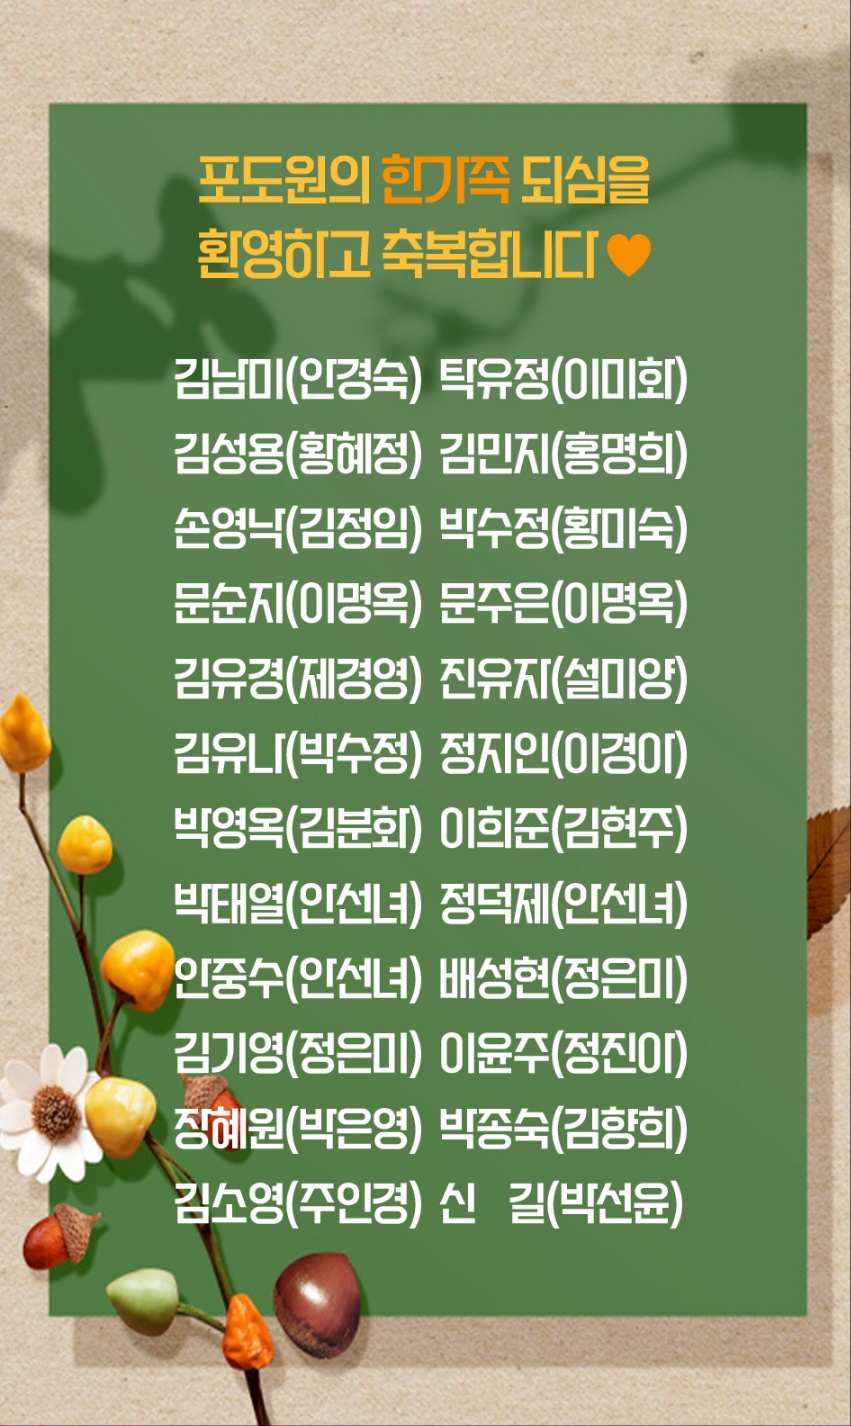 포도원의 한가족 되심을
환영하고 축복합니다♥
김남미(안경숙) 탁유정(이미화)
김성용(황혜정) 김민지(홍명희)
손영낙(김정임) 박수정(황미숙)
문순지(이명옥) 문주은(이명옥)
김유경(제경영) 진유자(설미양)
김유나(박수정) 정지인(이경아)
박영옥(김분화) 이희준(김현주)
박태열(안선녀) 정덕제(안선녀)
안중수(안선녀) 배성현(정은미)
김기영(정은미) 이윤주(정진아)
장혜원(박은영) 박종숙(김향희)
김소영(주인경) 신 길(박선윤)